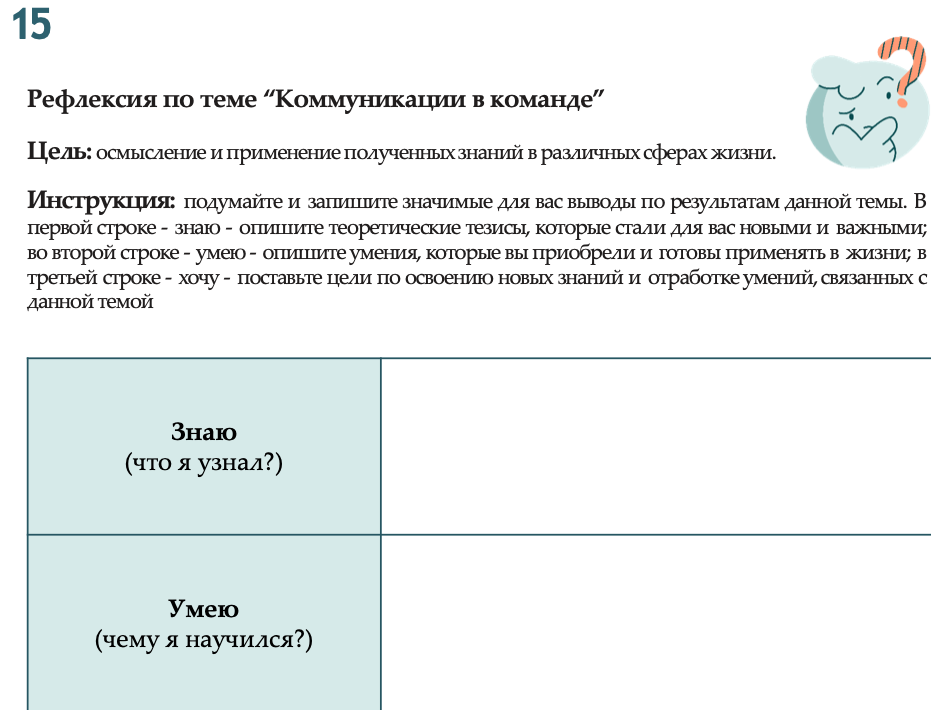 15
Рефлексия по теме “Коммуникации в команде”
Цель: осмысление и применение полученных знаний в различных сферах жизни.
Инструкция: подумайте и запишите значимые для вас выводы по результатам данной темы. В
первой строке - знаю - опишите теоретические тезисы, которые стали для вас новыми и важными;
во второй строке - умею - опишите умения, которые вы приобрели и готовы применять в жизни; в
третьей строке - хочу - поставьте цели по освоению новых знаний и отработке умений, связанных с
данной темой
Знаю
(что я узнал?)
Умею
(чему я научился?)